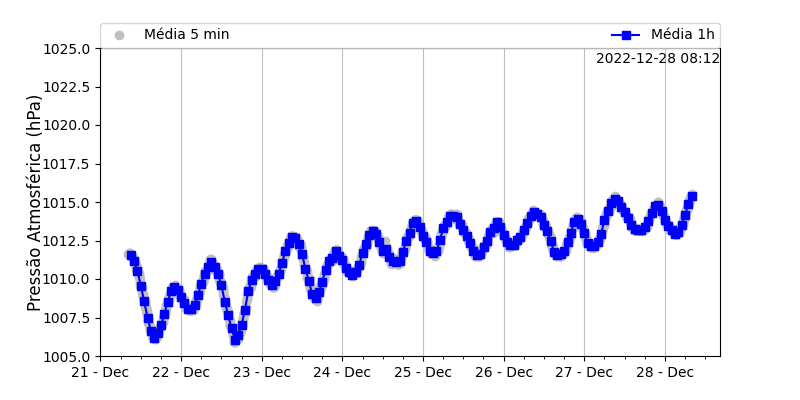 Média 5 min
Média 1h
2022-12-28 08:12
Pressão Atmosférica (hPa)
1025.0
1022.5
1020.0
1017.5
1015.0
1012.5
1010.0
1007.5
1005.0
21 - Dec
22 - Dec
23 - Dec
24 - Dec
25 - Dec
26 - Dec
27 - Dec
28 - Dec